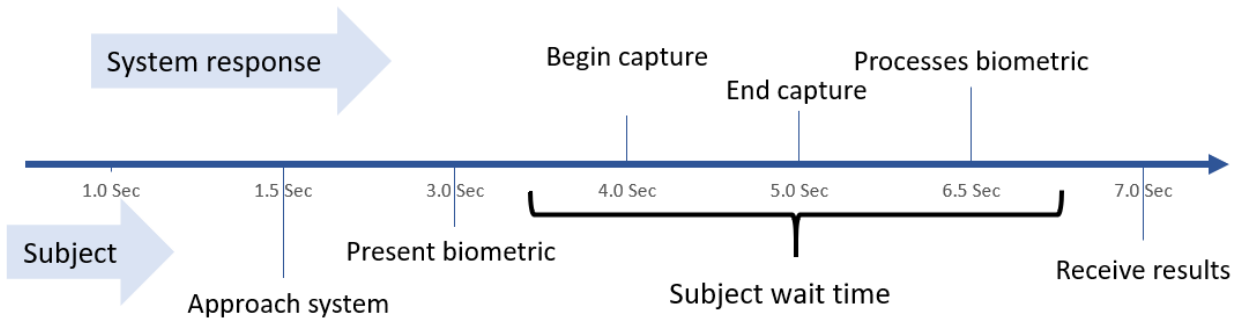 System response
Begin capture
End capture
Processes biometric
1.0 Sec
1.5 Sec
3.0 Sec
4.0 Sec
5.0 Sec
6.5 Sec
7.0 Sec
Subject
Approach system
Present biometric
Subject wait time
Receive results